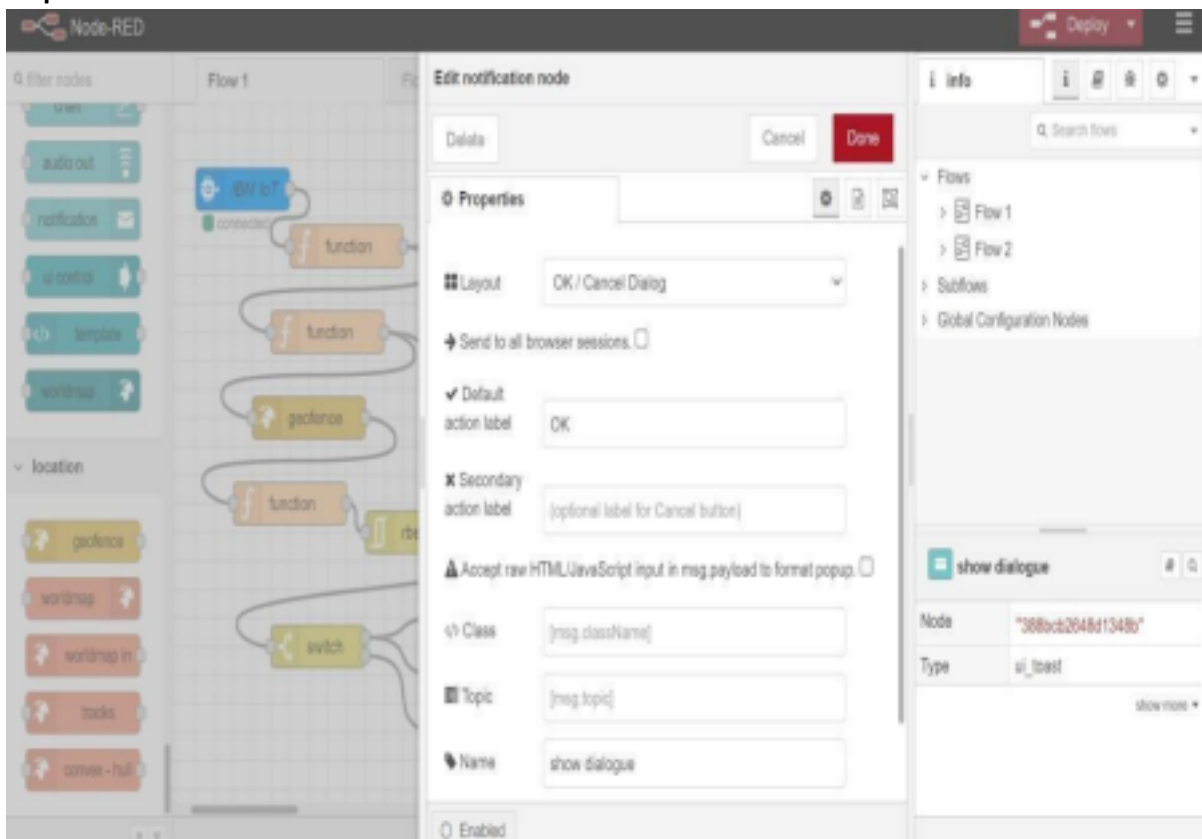 Node-RED
Deploy
filter nodes
Flow 1
Edit notification node
i info
i
Delete
Cancel
Done
Search flows
audio out
IBM IoT
connected
Properties
Flows
notification
function
Flow 1
Flow 2
ui control
Layout
OK / Cancel Dialog
Subflows
Global Configuration Nodes
template
function
Send to all browser sessions.
worldmap
Default
action label
OK
geofence
location
Secondary
action label
(optional label for Cancel button)
function
geofence
Accept raw HTML/JavaScript input in msg.payload to format popup.
show dialogue
worldmap
Class
[msg.className]
Node
switch
worldmap in
Type
ui_toast
Topic
[msg.topic]
tracks
show more
Name
show dialogue
convex - hull
Enabled